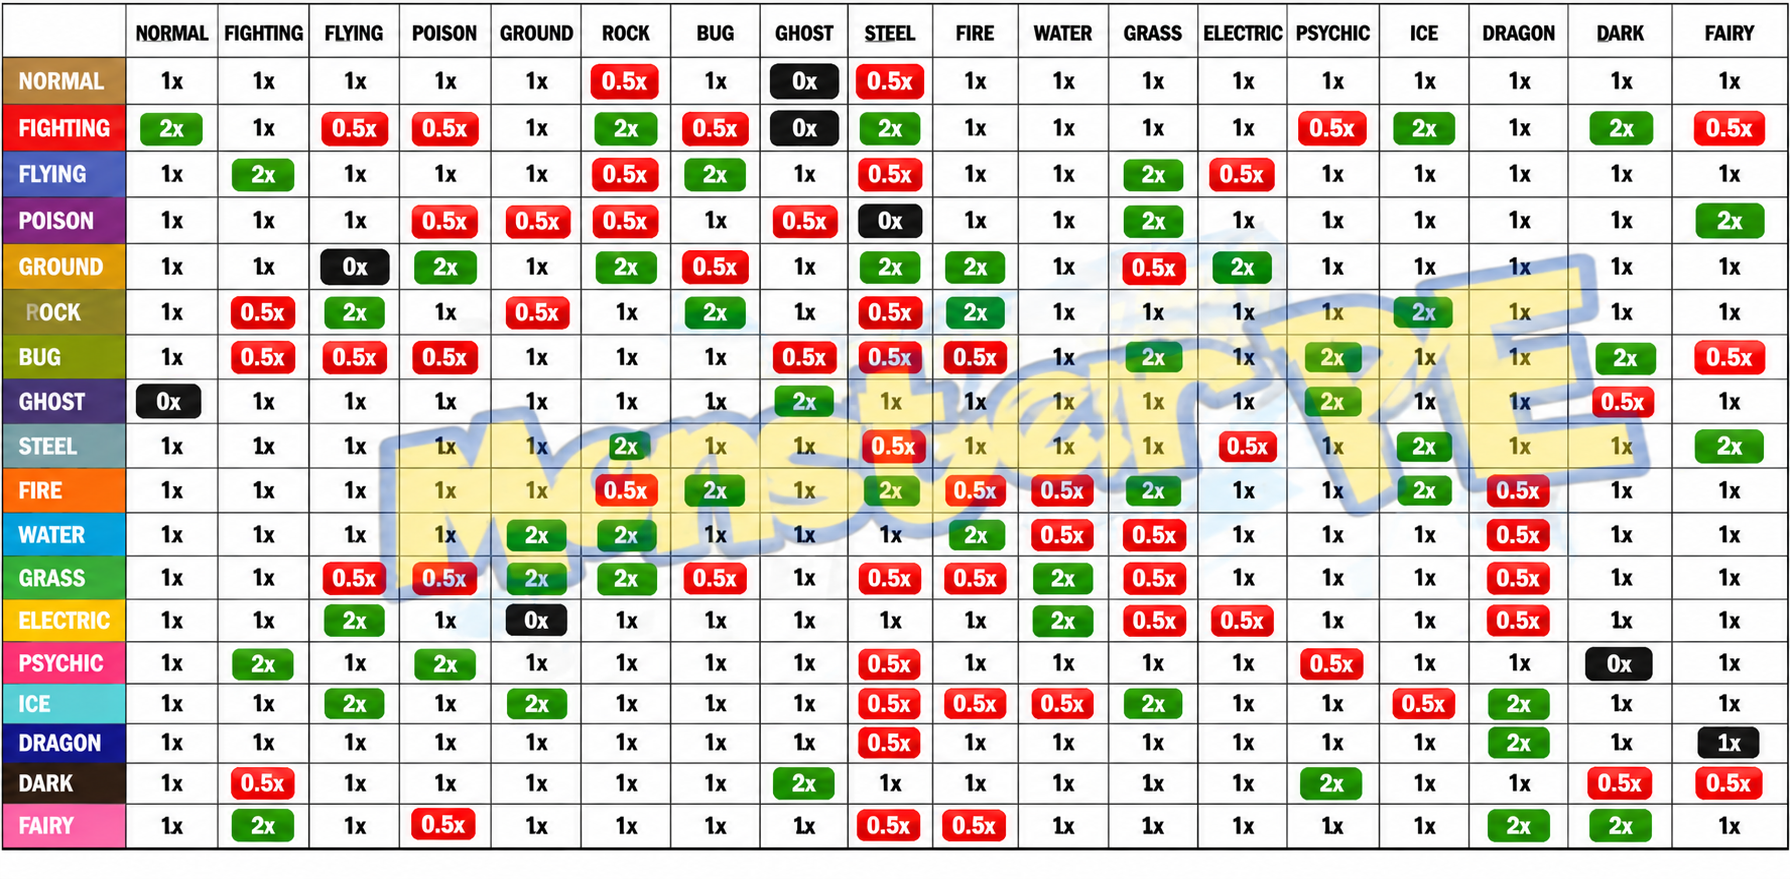 NORMAL FIGHTING FLYING POISON GROUND ROCK BUG GHOST STEEL FIRE WATER GRASS ELECTRIC PSYCHIC ICE DRAGON DARK FAIRY
NORMAL 1x 1x 1x 1x 1x 0.5x 1x 0x 0.5x 1x 1x 1x 1x 1x 1x 1x 1x 1x
FIGHTING 2x 1x 0.5x 0.5x 1x 2x 0.5x 0x 2x 1x 1x 1x 1x 0.5x 2x 1x 2x 0.5x
FLYING 1x 2x 1x 1x 1x 0.5x 2x 1x 0.5x 1x 1x 2x 0.5x 1x 1x 1x 1x 1x
POISON 1x 1x 1x 0.5x 0.5x 0.5x 1x 0.5x 0x 1x 1x 2x 1x 1x 1x 1x 1x 2x
GROUND 1x 1x 0x 2x 1x 2x 0.5x 1x 2x 2x 1x 0.5x 2x 1x 1x 1x 1x 1x
ROCK 1x 0.5x 2x 1x 0.5x 1x 2x 1x 0.5x 2x 1x 1x 1x 1x 2x 1x 1x 1x
BUG 1x 0.5x 0.5x 0.5x 1x 1x 1x 0.5x 0.5x 0.5x 1x 2x 1x 2x 1x 1x 2x 0.5x
GHOST 0x 1x 1x 1x 1x 1x 1x 2x 1x 1x 1x 1x 1x 2x 1x 1x 0.5x 1x
STEEL 1x 1x 1x 1x 1x 2x 1x 1x 0.5x 1x 1x 1x 0.5x 1x 2x 1x 1x 2x
FIRE 1x 1x 1x 1x 1x 0.5x 2x 1x 2x 0.5x 0.5x 2x 1x 1x 2x 0.5x 1x 1x
WATER 1x 1x 1x 1x 2x 2x 1x 1x 1x 2x 0.5x 0.5x 1x 1x 1x 0.5x 1x 1x
GRASS 1x 1x 0.5x 0.5x 2x 2x 0.5x 1x 0.5x 0.5x 2x 0.5x 1x 1x 1x 0.5x 1x 1x
ELECTRIC 1x 1x 2x 1x 0x 1x 1x 1x 1x 1x 2x 0.5x 0.5x 1x 1x 0.5x 1x 1x
PSYCHIC 1x 2x 1x 2x 1x 1x 1x 1x 0.5x 1x 1x 1x 1x 0.5x 1x 1x 0x 1x
ICE 1x 1x 2x 1x 2x 1x 1x 1x 0.5x 0.5x 0.5x 2x 1x 1x 0.5x 2x 1x 1x
DRAGON 1x 1x 1x 1x 1x 1x 1x 1x 0.5x 1x 1x 1x 1x 1x 1x 2x 1x 1x
DARK 1x 0.5x 1x 1x 1x 1x 1x 2x 1x 1x 1x 1x 1x 2x 1x 1x 0.5x 0.5x
FAIRY 1x 2x 1x 0.5x 1x 1x 1x 1x 0.5x 0.5x 1x 1x 1x 1x 1x 2x 2x 1x
Monster PE